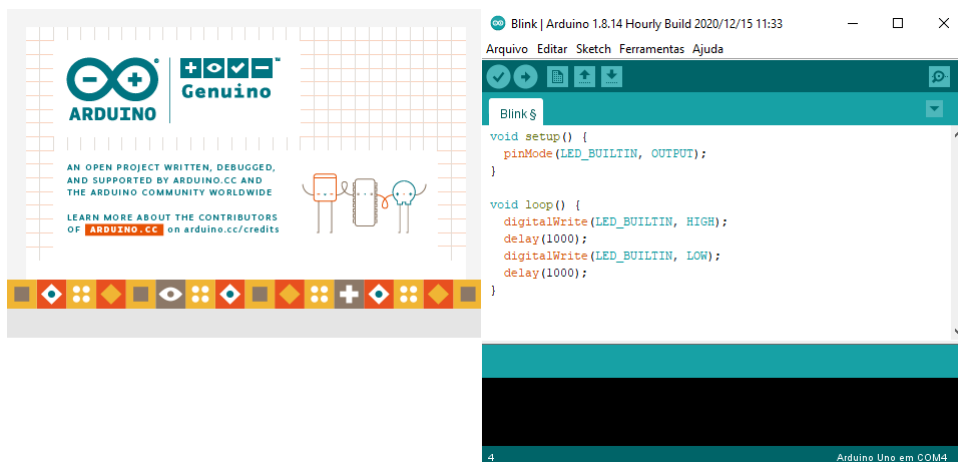 ARDUINO
Genuino
AN OPEN PROJECT WRITTEN, DEBUGGED,
AND SUPPORTED BY ARDUINO.CC AND
THE ARDUINO COMMUNITY WORLDWIDE
LEARN MORE ABOUT THE CONTRIBUTORS
OF ARDUINO.CC on arduino.cc/credits
Blink | Arduino 1.8.14 Hourly Build 2020/12/15 11:33
Arquivo Editar Sketch Ferramentas Ajuda
Blink §
void setup() {
  pinMode(LED_BUILTIN, OUTPUT);
}
void loop() {
  digitalWrite(LED_BUILTIN, HIGH);
  delay(1000);
  digitalWrite(LED_BUILTIN, LOW);
  delay(1000);
}
4 Arduino Uno em COM4